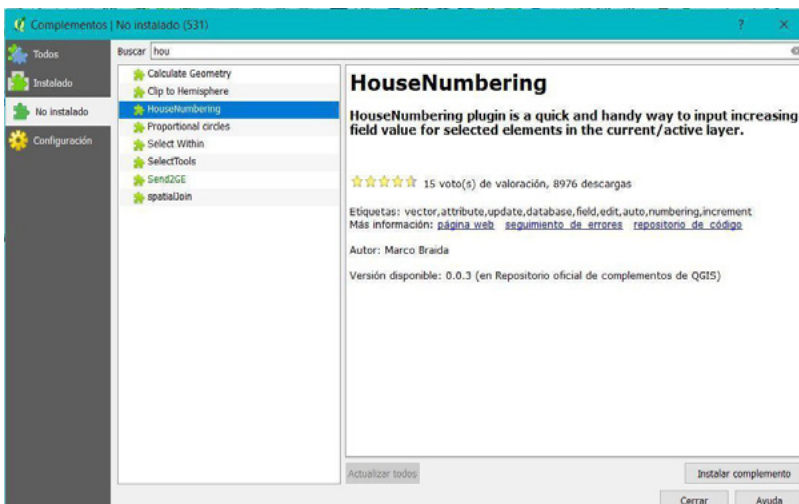 Complementos | No instalado (531)
?
Todos
Instalado
No instalado
Configuración
Buscar hou
Calculate Geometry
Clip to Hemisphere
HouseNumbering
Proportional circles
Select Within
SelectTools
Send2GE
spatialJoin
HouseNumbering
HouseNumbering plugin is a quick and handy way to input increasing
field value for selected elements in the current/active layer.
15 voto(s) de valoración, 8976 descargas
Etiquetas: vector,attribute,update,database,field,edit,auto,numbering,increment
Más información: página web seguimiento de errores repositorio de código
Autor: Marco Braida
Versión disponible: 0.0.3 (en Repositorio oficial de complementos de QGIS)
Actualizar todos
Instalar complemento
Cerrar
Ayuda